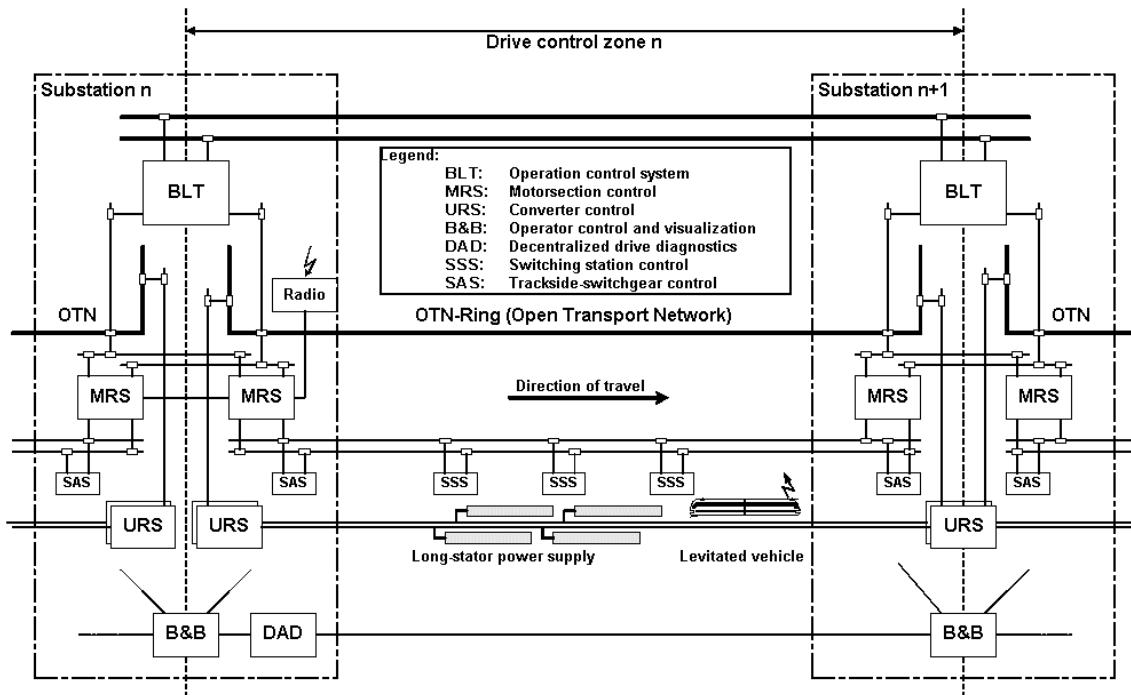 Drive control zone n
Substation n
Substation n+1
Legend:
BLT: Operation control system
MRS: Motorsection control
URS: Converter control
B&B: Operator control and visualization
DAD: Decentralized drive diagnostics
SSS: Switching station control
SAS: Trackside-switchgear control
BLT
BLT
Radio
OTN
OTN-Ring (Open Transport Network)
OTN
MRS
MRS
Direction of travel
MRS
MRS
SAS
SAS
SSS
SSS
SSS
SAS
SAS
URS
URS
URS
Long-stator power supply
Levitated vehicle
B&B
DAD
B&B